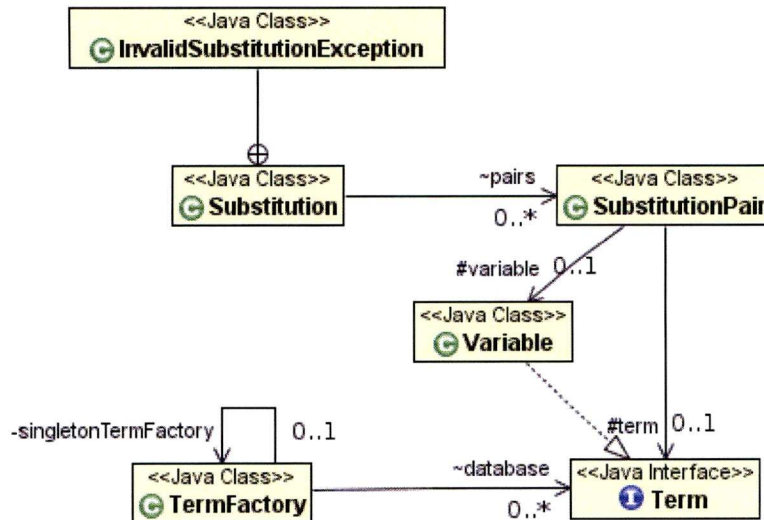 <<Java Class>>
InvalidSubstitutionException
<<Java Class>>
Substitution
~pairs
0..*
<<Java Class>>
SubstitutionPair
#variable
0..1
<<Java Class>>
Variable
#term
0..1
-singletonTermFactory
0..1
<<Java Class>>
TermFactory
~database
0..*
<<Java Interface>>
Term